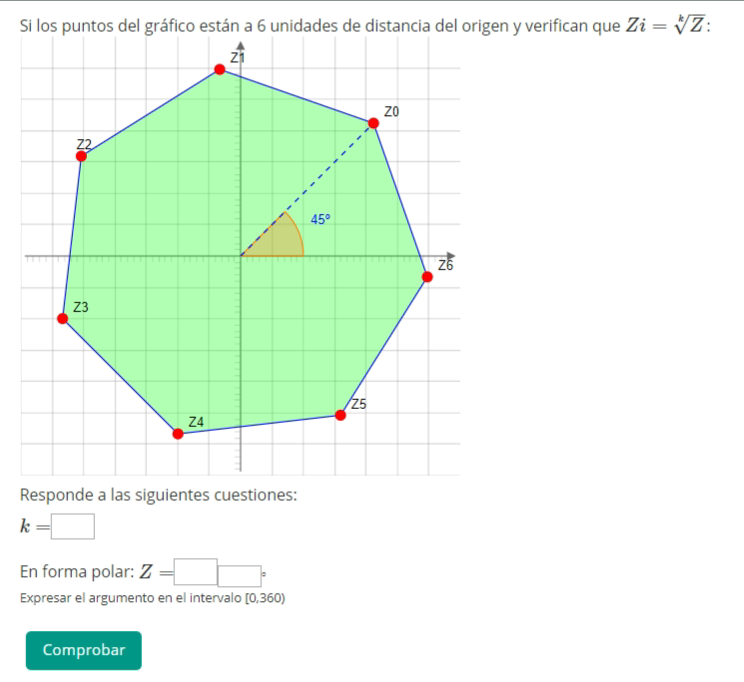 Si los puntos del gráfico están a 6 unidades de distancia del origen y verifican que $Zi = \sqrt[k]{Z}$:
Z1
Z0
Z2
45º
Z6
Z3
Z5
Z4
Responde a las siguientes cuestiones:
k =
En forma polar: Z = º
Expresar el argumento en el intervalo [0,360)
Comprobar